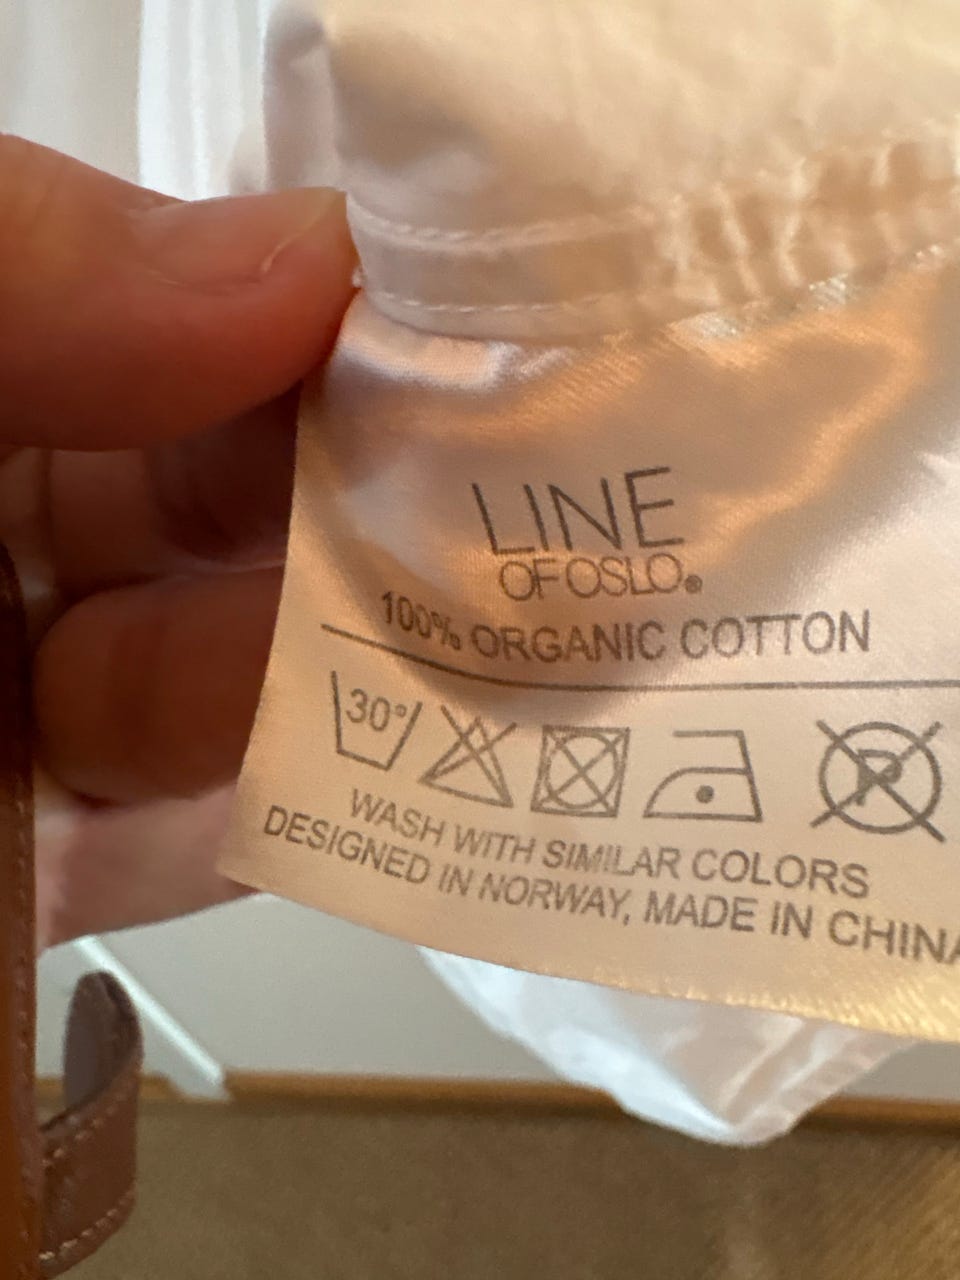 LINE
OF OSLO®
100% ORGANIC COTTON
30°
P
WASH WITH SIMILAR COLORS
DESIGNED IN NORWAY, MADE IN CHINA